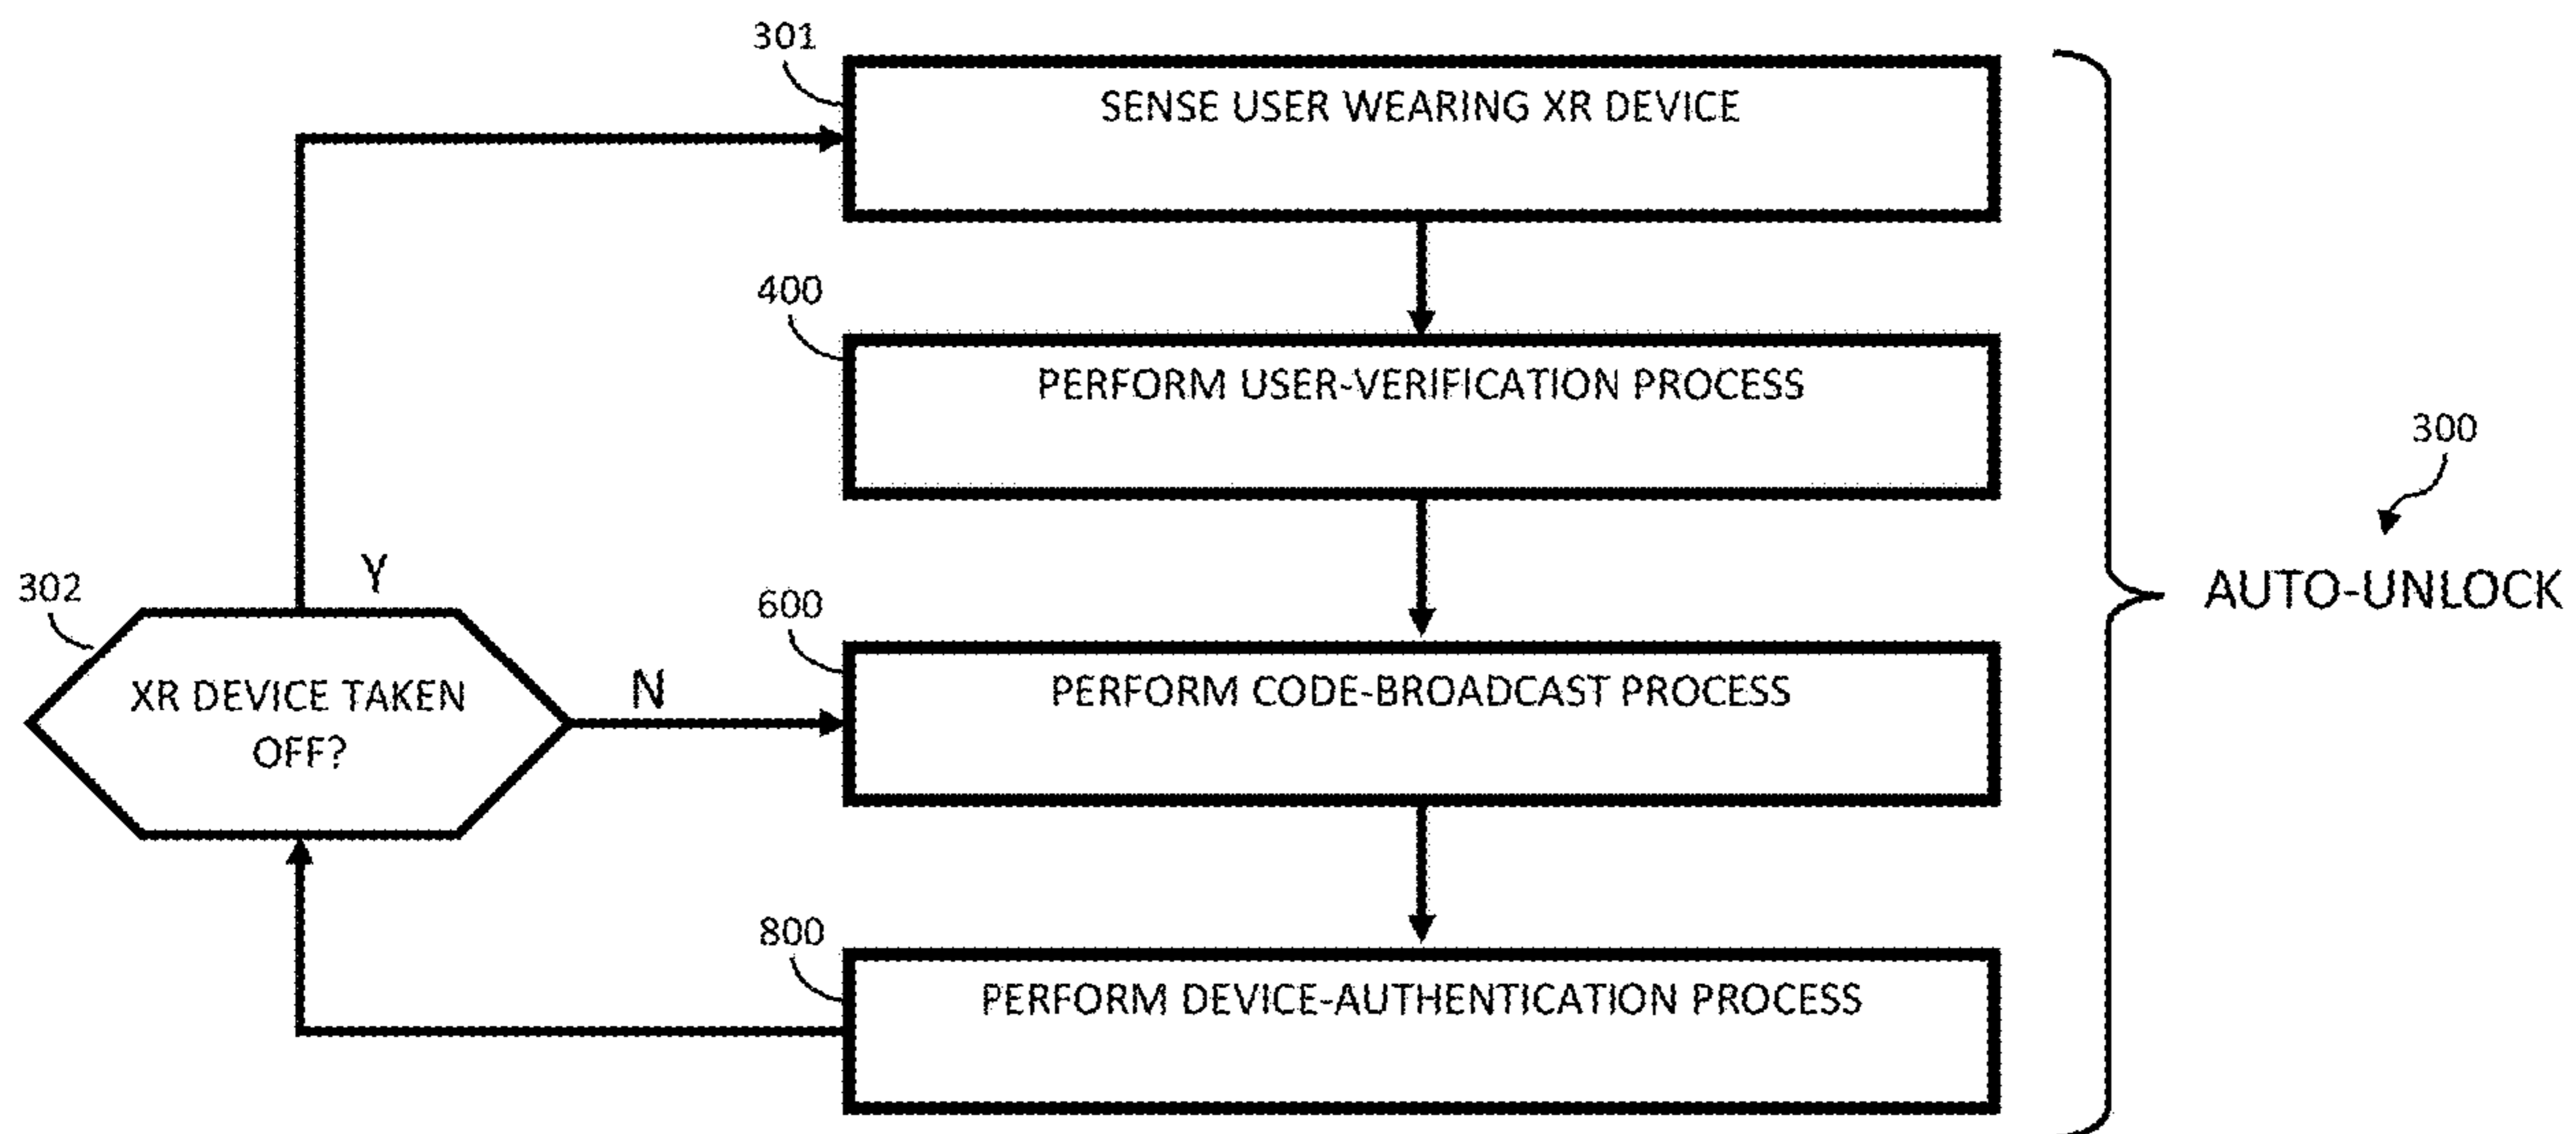 301
SENSE USER WEARING XR DEVICE
400
PERFORM USER-VERIFICATION PROCESS
300
AUTO-UNLOCK
302
Y
XR DEVICE TAKEN
OFF?
N
600
PERFORM CODE-BROADCAST PROCESS
800
PERFORM DEVICE-AUTHENTICATION PROCESS